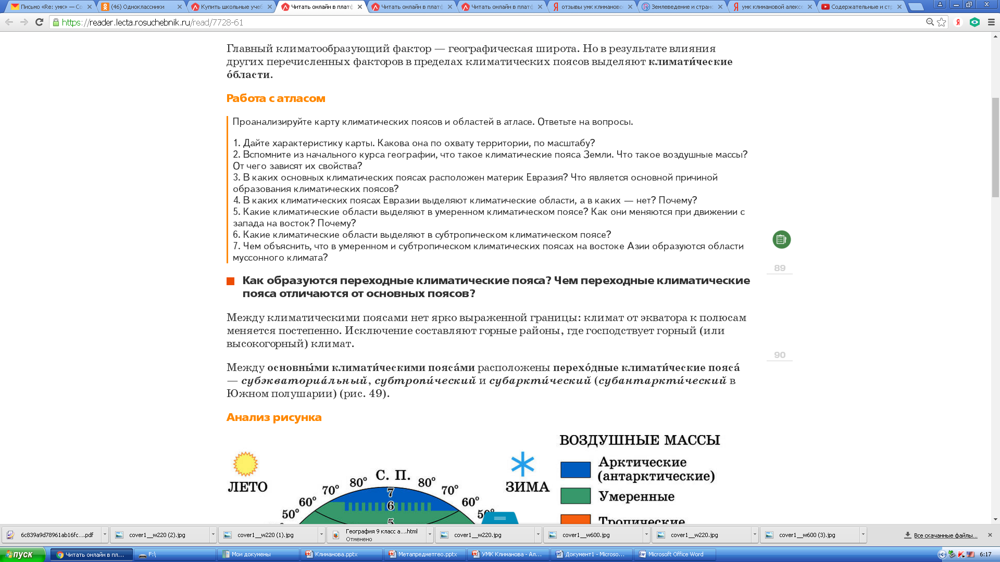 Письмо «Re: умк» — Со
(46) Одноклассники
Купить школьные учеб
Читать онлайн в платф
Читать онлайн в платф
Читать онлайн в платф
отзывы умк климаново
Землеведение и стран
умк климановой алексе
Содержательные и стр
https://reader.lecta.rosuchebnik.ru/read/7728-61
Главный климатообразующий фактор — географическая широта. Но в результате влияния
других перечисленных факторов в пределах климатических поясов выделяют климати́ческие
о́бласти.
Работа с атласом
Проанализируйте карту климатических поясов и областей в атласе. Ответьте на вопросы.
1. Дайте характеристику карты. Какова она по охвату территории, по масштабу?
2. Вспомните из начального курса географии, что такое климатические пояса Земли. Что такое воздушные массы?
От чего зависят их свойства?
3. В каких основных климатических поясах расположен материк Евразия? Что является основной причиной
образования климатических поясов?
4. В каких климатических поясах Евразии выделяют климатические области, а в каких — нет? Почему?
5. Какие климатические области выделяют в умеренном климатическом поясе? Как они меняются при движении с
запада на восток? Почему?
6. Какие климатические области выделяют в субтропическом климатическом поясе?
7. Чем объяснить, что в умеренном и субтропическом климатических поясах на востоке Азии образуются области
муссонного климата?
89
Как образуются переходные климатические пояса? Чем переходные климатические
пояса отличаются от основных поясов?
Между климатическими поясами нет ярко выраженной границы: климат от экватора к полюсам
меняется постепенно. Исключение составляют горные районы, где господствует горный (или
высокогорный) климат.
90
Между основны́ми климати́ческими пояса́ми расположены перехо́дные климати́ческие пояса́
— субэкваториа́льный, субтропи́ческий и субаркти́ческий (субантаркти́ческий в
Южном полушарии) (рис. 49).
Анализ рисунка
ЛЕТО
С. П.
ЗИМА
80° 80°
70° 70°
60° 60°
50° 50°
7
6
5
ВОЗДУШНЫЕ МАССЫ
Арктические
(антарктические)
Умеренные
Тропические
6c839a9d78961ab16fc....pdf
cover1__w220 (2).jpg
cover1__w220 (1).jpg
География 9 класс а....html
Отменено
cover1__w220.jpg
cover1__w600.jpg
cover1__w220.jpg
cover1__w600 (3).jpg
Все скачанные файлы...
пуск
Читать онлайн в пл...
F:\
Мои докумены
Климанова.pptx
Метапредметгео.pptx
УМК Климанова - Ал...
Документ1 - Microso...
Microsoft Office Word
6:17